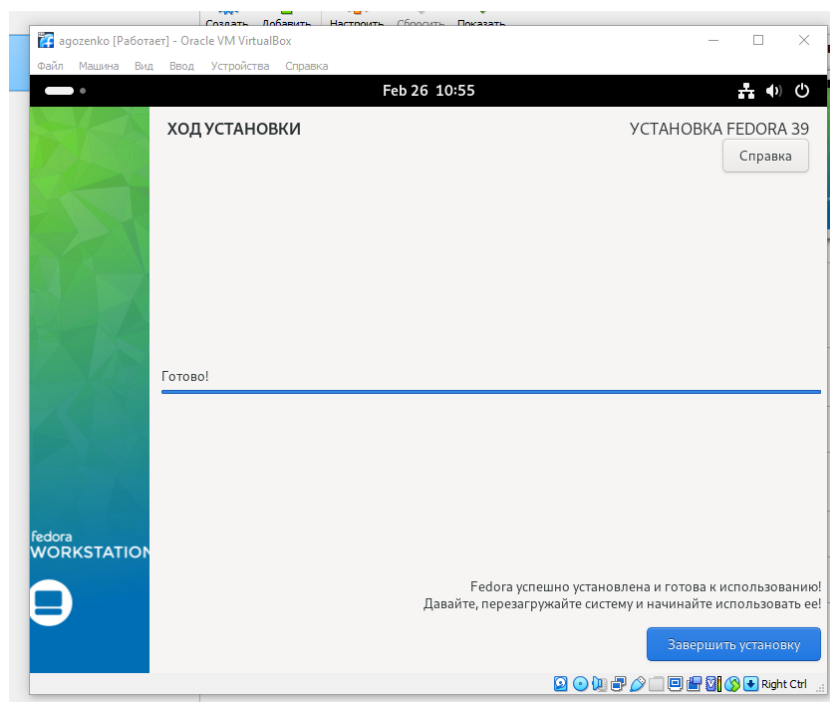 Создать Добавить Настроить Сбросить Показать
agozenko [Работает] - Oracle VM VirtualBox
Файл Машина Вид Ввод Устройства Справка
Feb 26 10:55
ХОД УСТАНОВКИ
УСТАНОВКА FEDORA 39
Справка
Готово!
fedora
WORKSTATION
Fedora успешно установлена и готова к использованию!
Давайте, перезагружайте систему и начинайте использовать ее!
Завершить установку
Right Ctrl